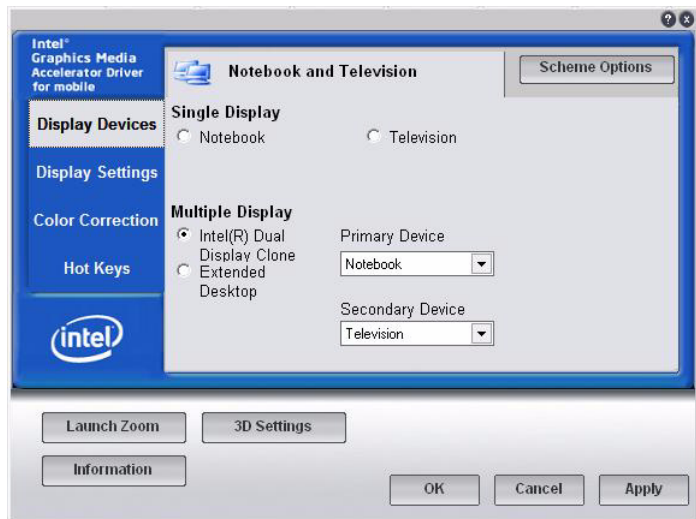 Intel®
Graphics Media
Accelerator Driver
for mobile
Notebook and Television
Scheme Options
Display Devices
Display Settings
Color Correction
Hot Keys
intel
Single Display
Notebook
Television
Multiple Display
Intel(R) Dual
Display Clone
Extended
Desktop
Primary Device
Notebook
Secondary Device
Television
Launch Zoom
3D Settings
Information
OK
Cancel
Apply